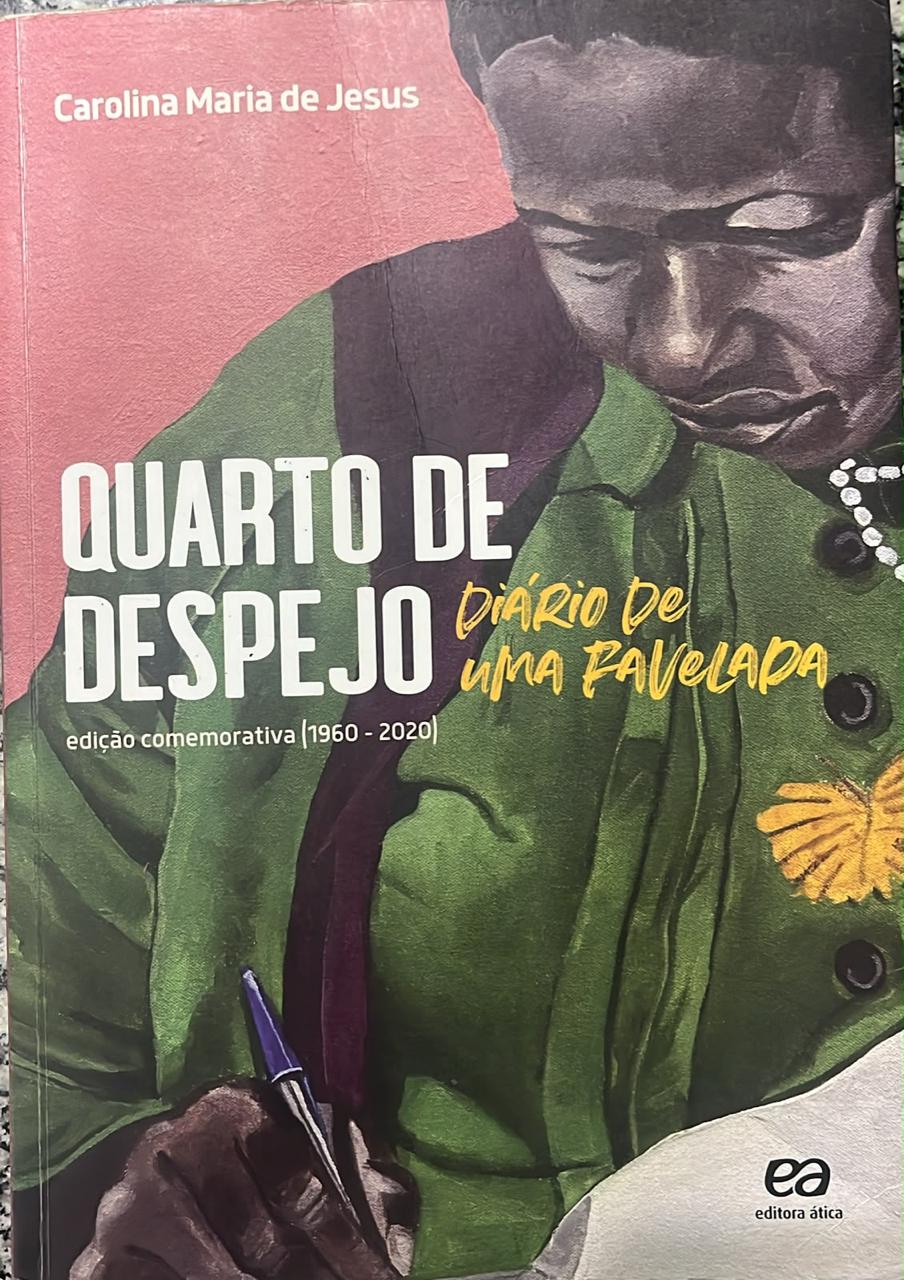 Carolina Maria de Jesus
QUARTO DE
DESPEJO
DIÁRIO DE
UMA FAVELADA
edição comemorativa (1960 - 2020)
ea
editora ática